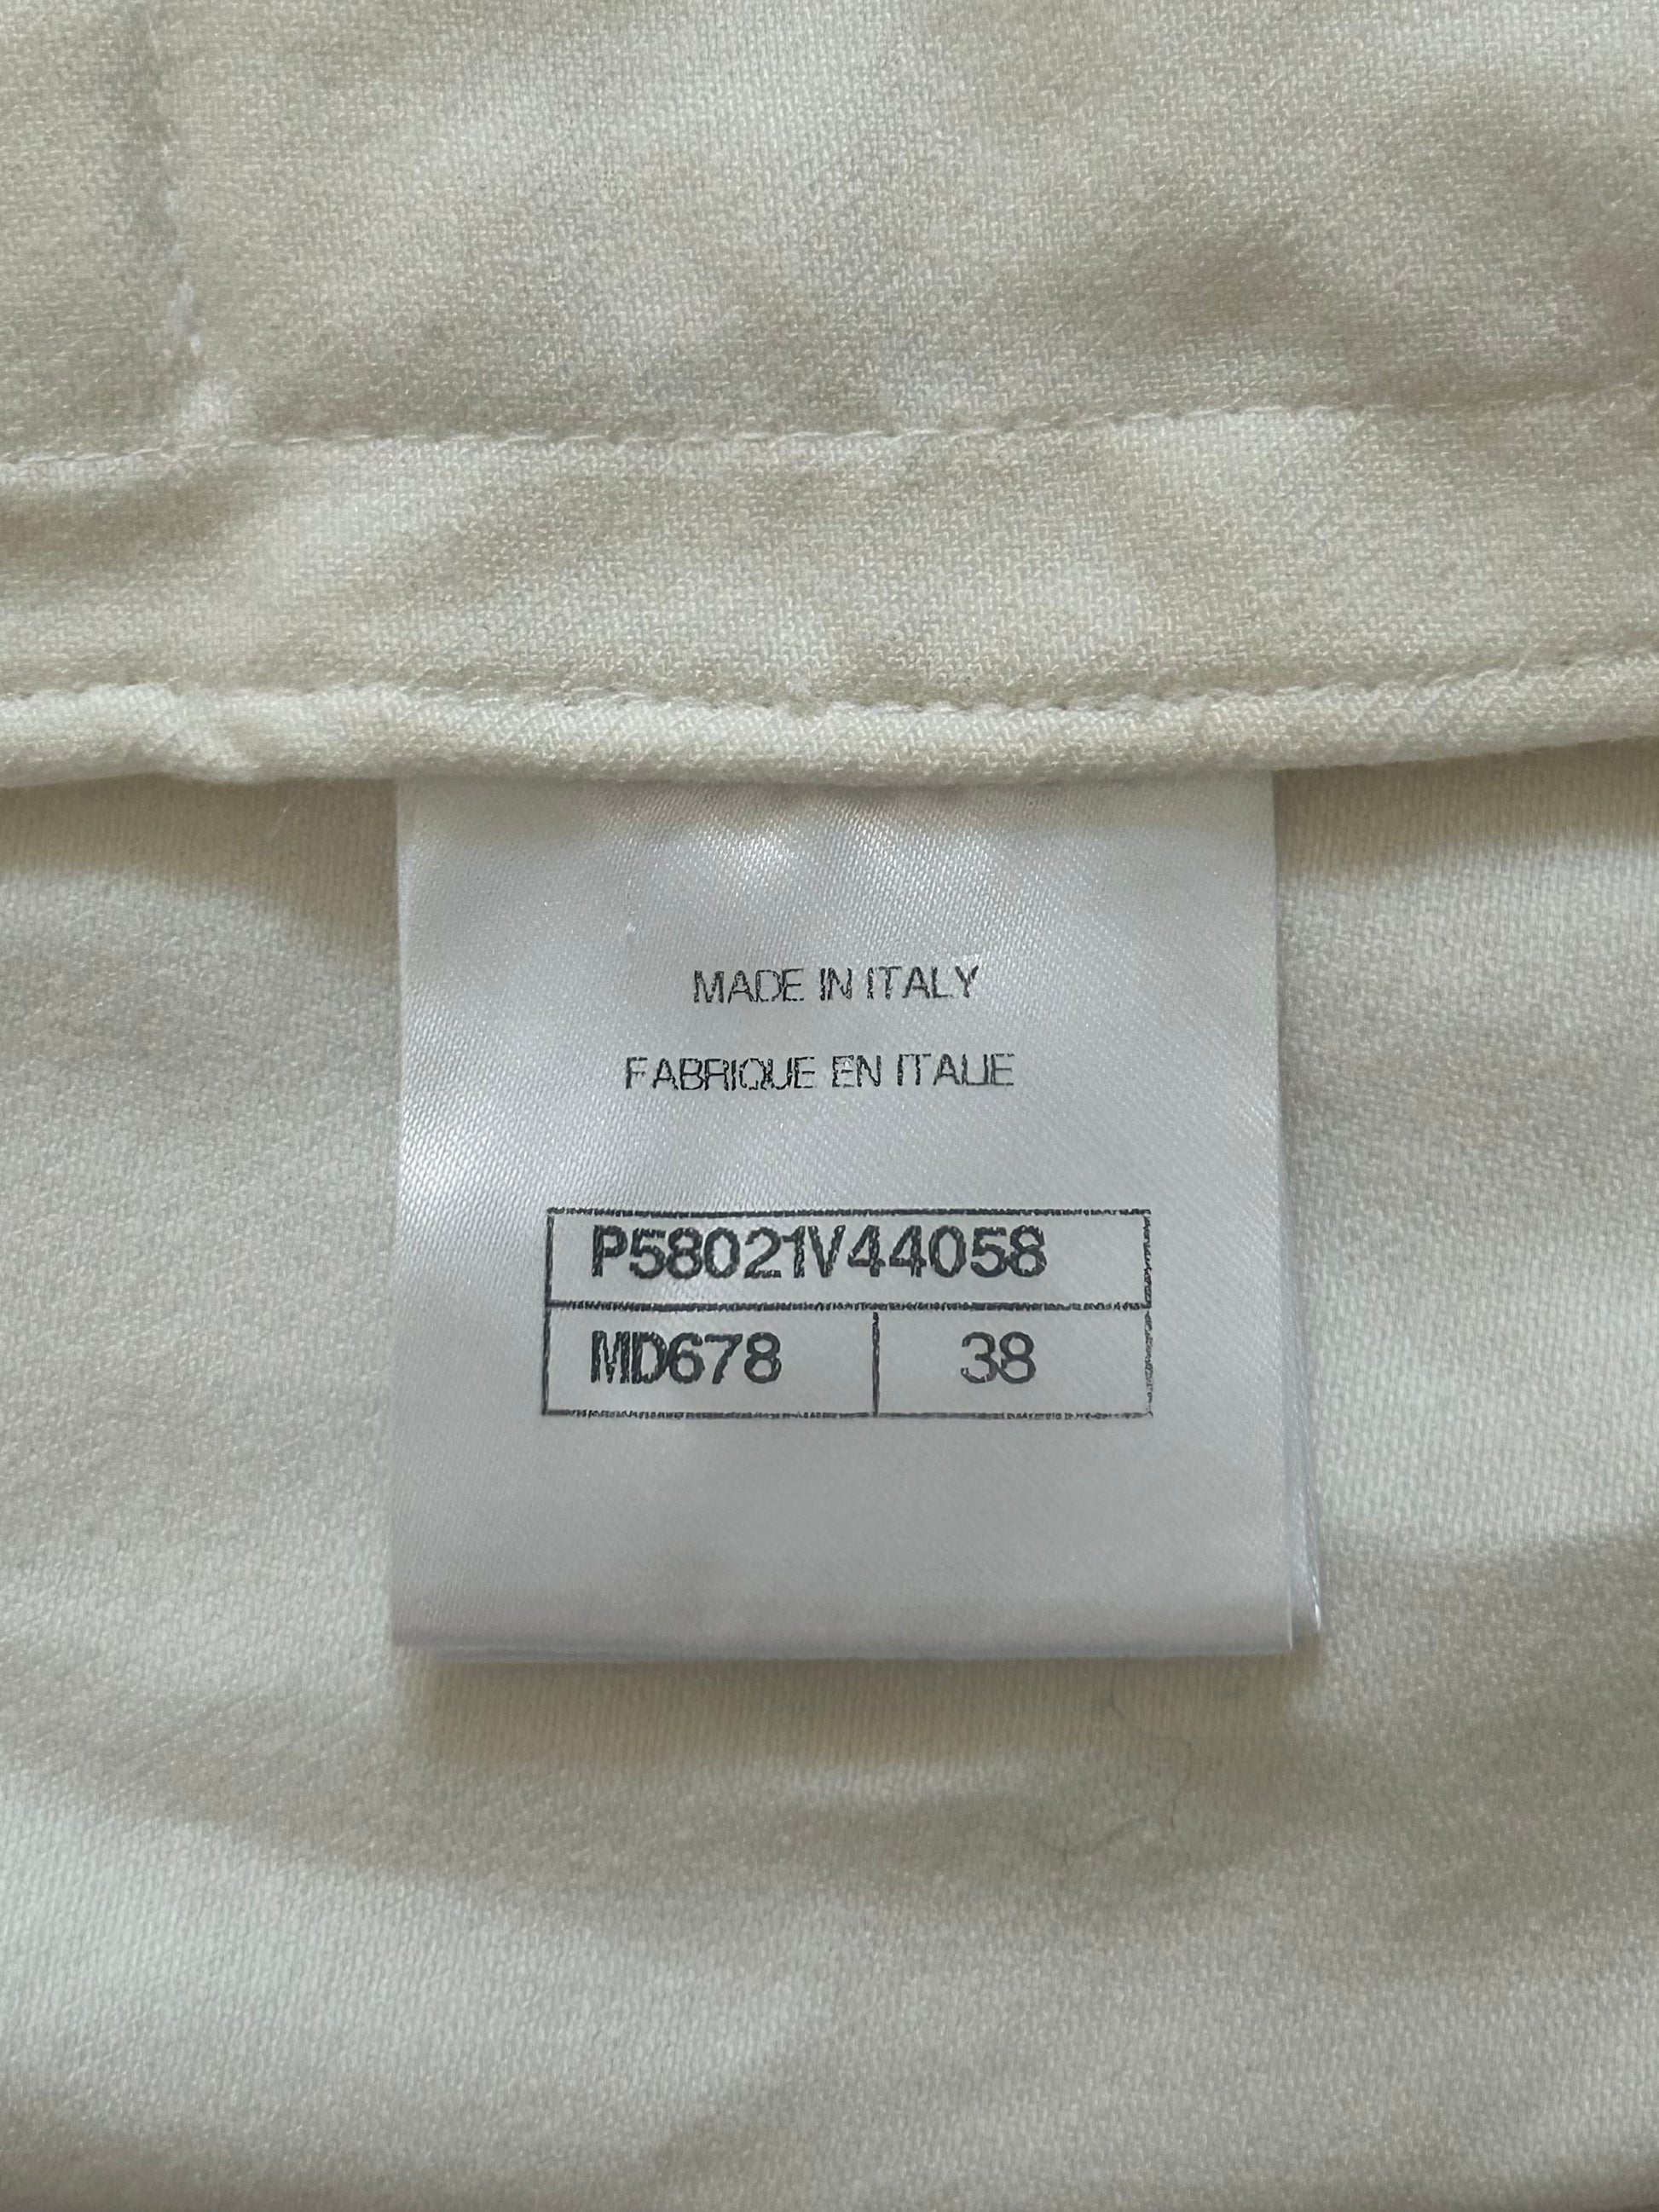 MADE IN ITALY
FABRIQUE EN ITALIE
P58021V44058
MD678 38